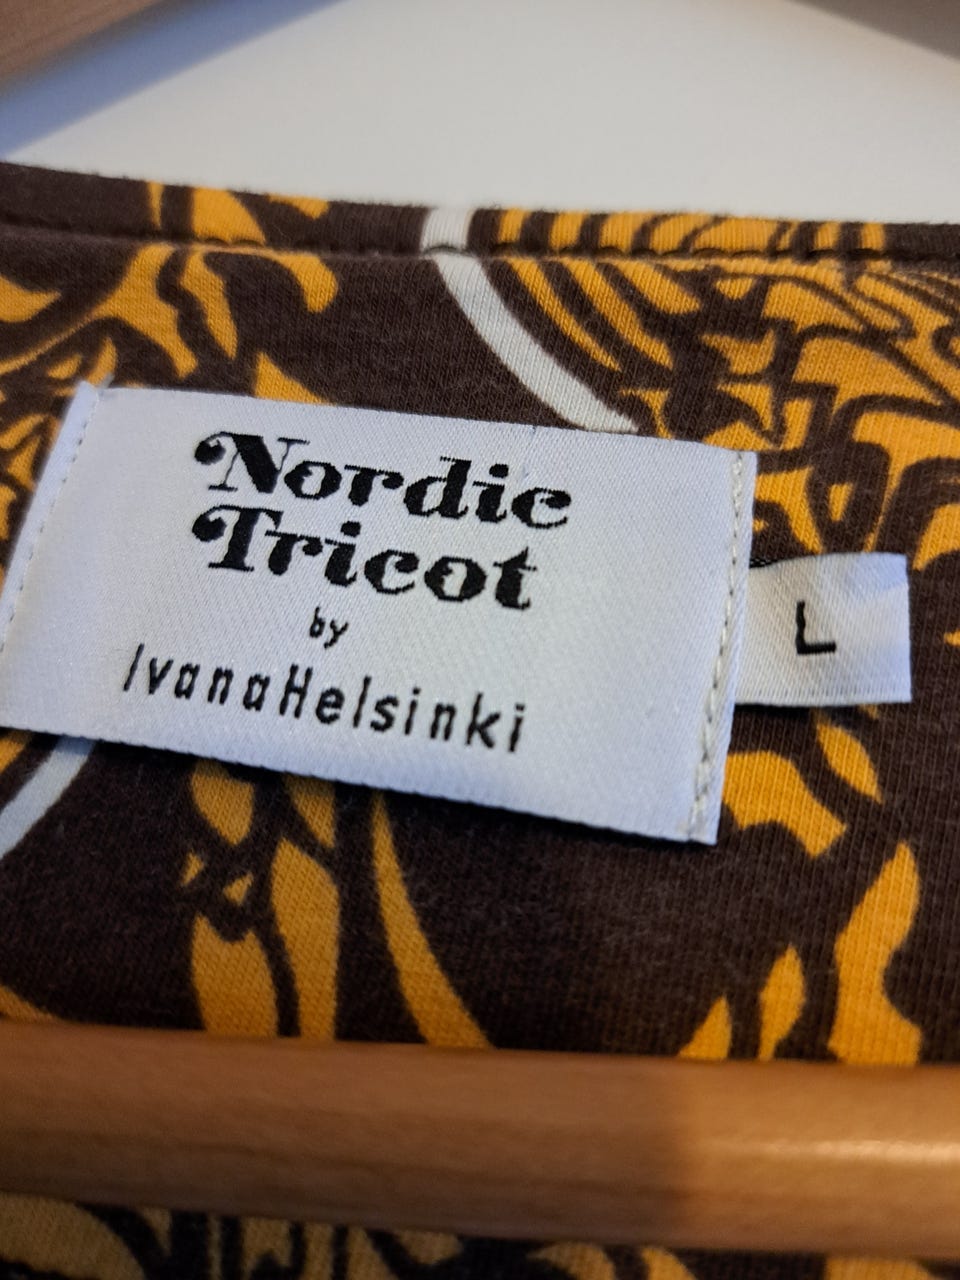 Nordic
Tricot
by
IvanaHelsinki
L